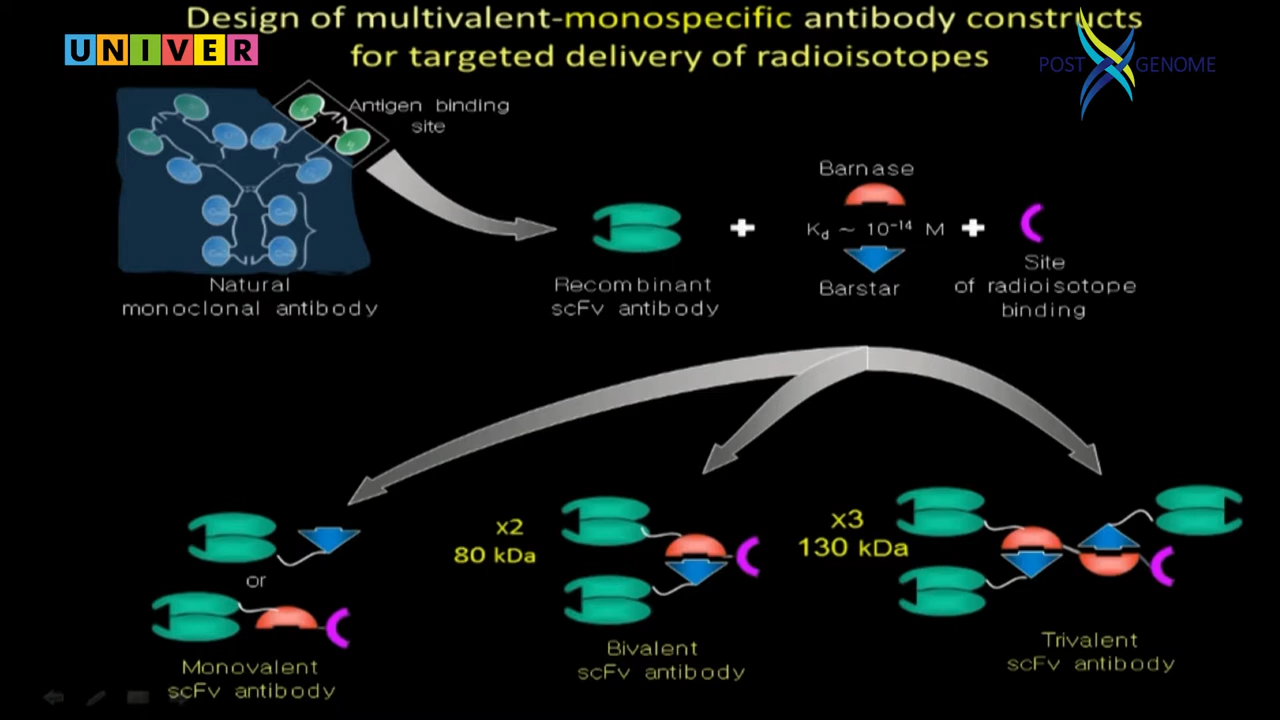 Design of multivalent-monospecific antibody constructs
for targeted delivery of radioisotopes
UNIVER
POST GENOME
Antigen binding
site
Natural
monoclonal antibody
Recombinant
scFv antibody
Barnase
Kd ~ 10⁻¹⁴ M
Barstar
Site
of radioisotope
binding
or
Monovalent
scFv antibody
x2
80 kDa
Bivalent
scFv antibody
x3
130 kDa
Trivalent
scFv antibody